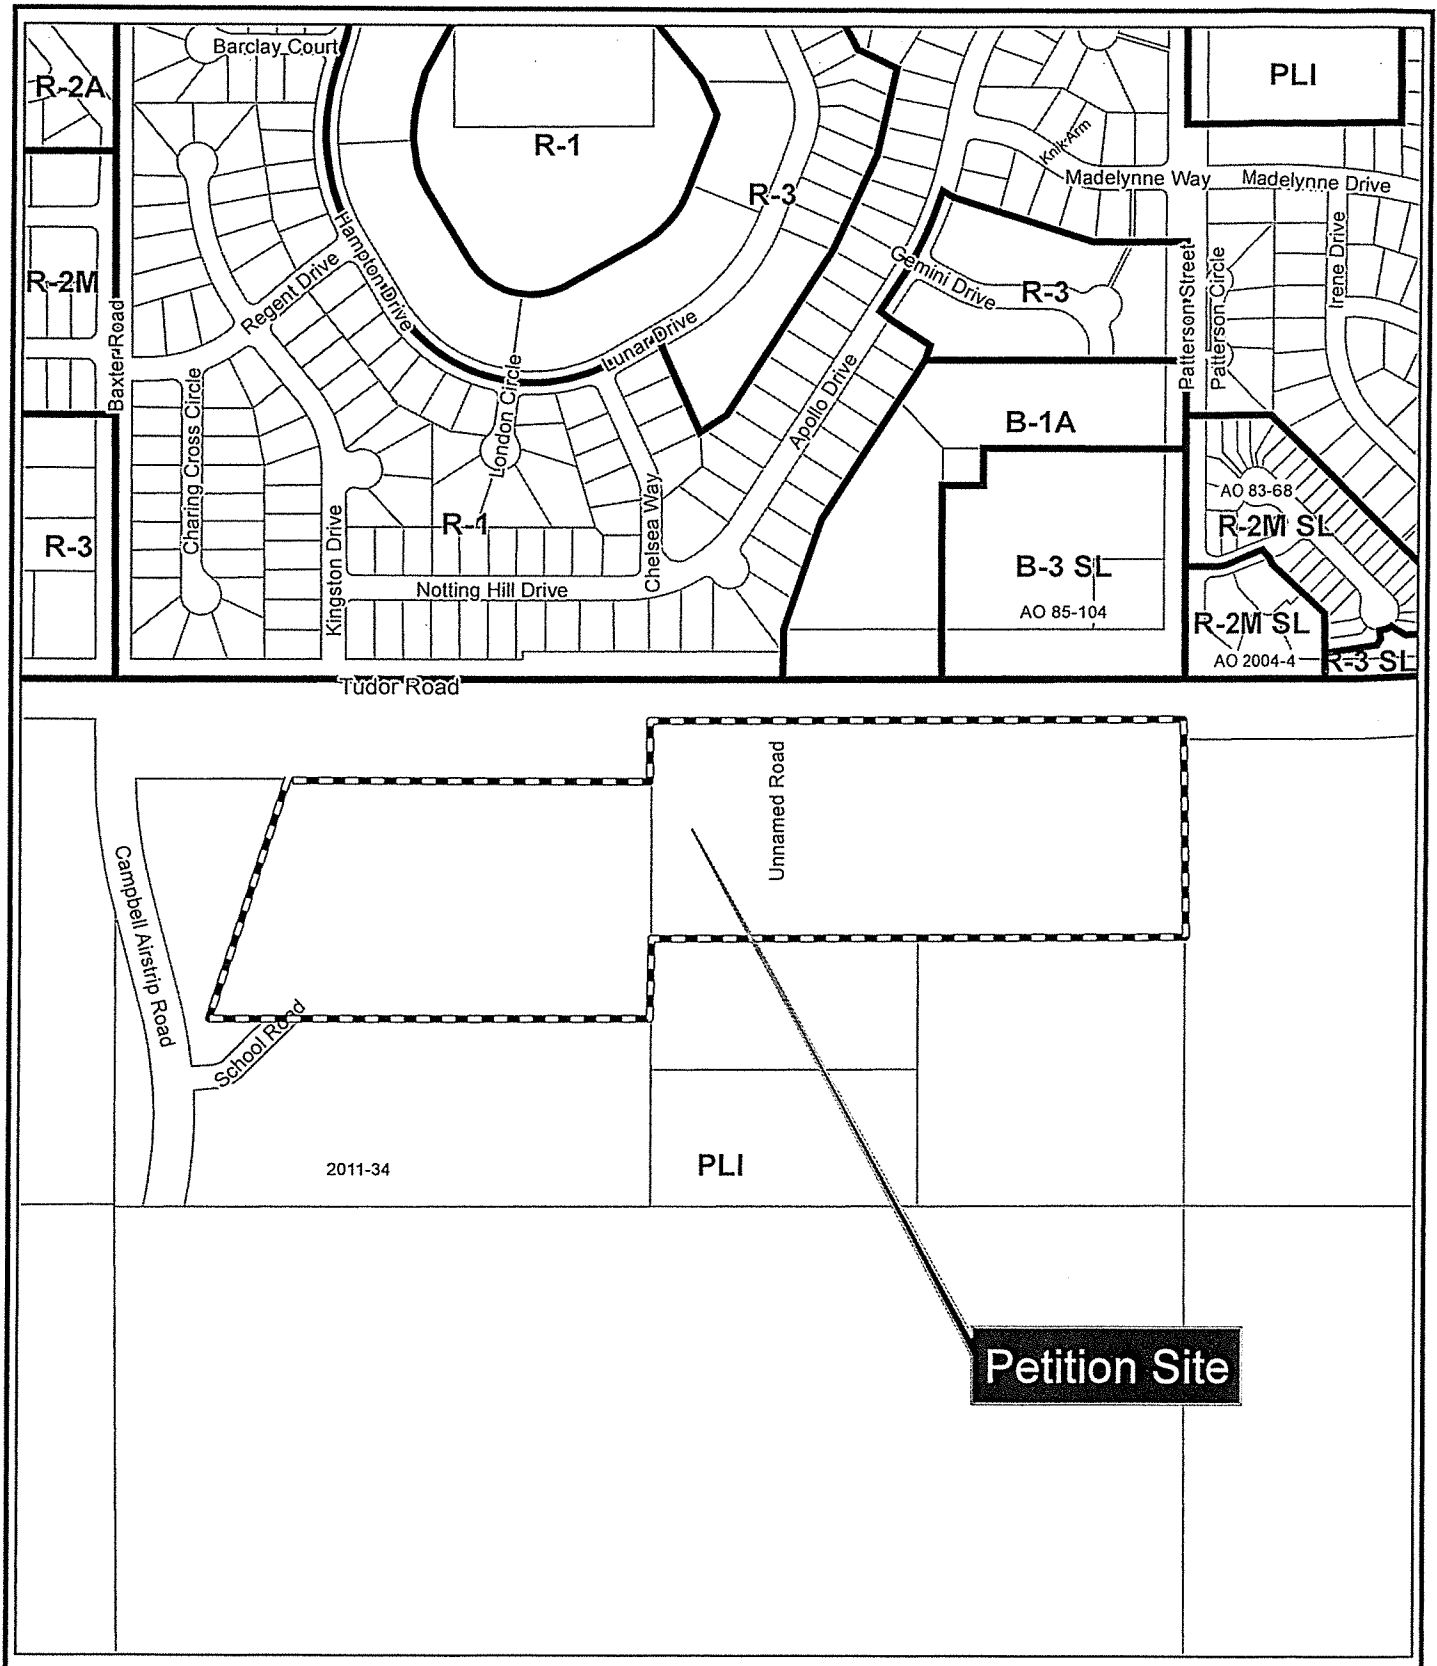 Barclay Court
R-2A
PLI
R-1
Knik Arm
Madelynne Way
Madelynne Drive
R-3
Hampton Drive
Regent Drive
R-2M
Gemini Drive
R-3
Patterson Street
Patterson Circle
Irene Drive
Baxter Road
Lunar Drive
London Circle
Apollo Drive
Charing Cross Circle
B-1A
AO 83-68
R-2M SL
R-1
Kingston Drive
Chelsea Way
R-3
B-3 SL
Notting Hill Drive
AO 85-104
R-2M SL
AO 2004-4
R-3 SL
Tudor Road
Unnamed Road
Campbell Airstrip Road
School Road
2011-34
PLI
Petition Site